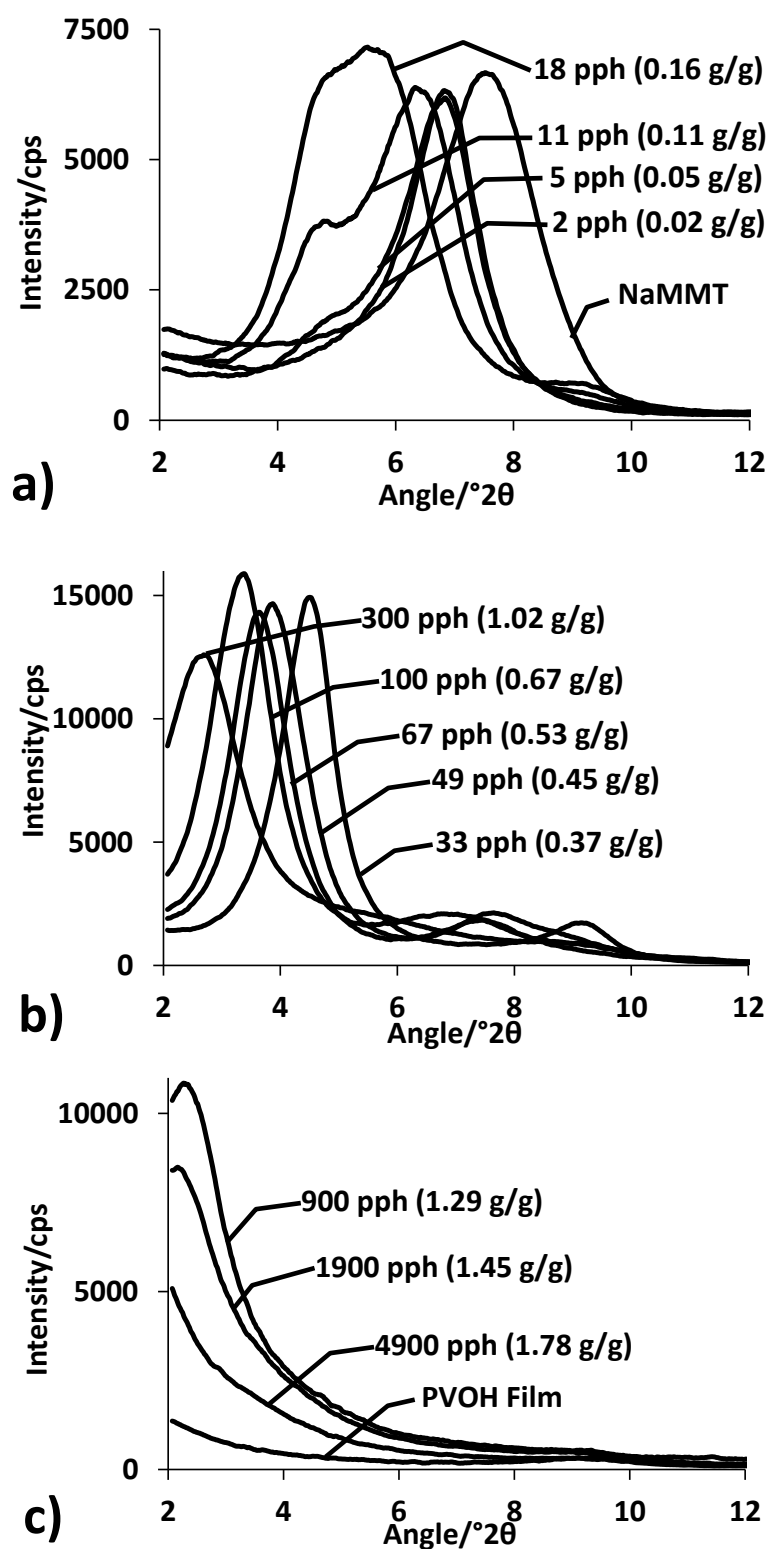 7500
5000
2500
0
Intensity/cps
18 pph (0.16 g/g)
11 pph (0.11 g/g)
5 pph (0.05 g/g)
2 pph (0.02 g/g)
NaMMT
2 4 6 8 10 12
Angle/°2θ
a)
15000
10000
5000
0
Intensity/cps
300 pph (1.02 g/g)
100 pph (0.67 g/g)
67 pph (0.53 g/g)
49 pph (0.45 g/g)
33 pph (0.37 g/g)
2 4 6 8 10 12
Angle/°2θ
b)
10000
5000
0
Intensity/cps
900 pph (1.29 g/g)
1900 pph (1.45 g/g)
4900 pph (1.78 g/g)
PVOH Film
2 4 6 8 10 12
Angle/°2θ
c)